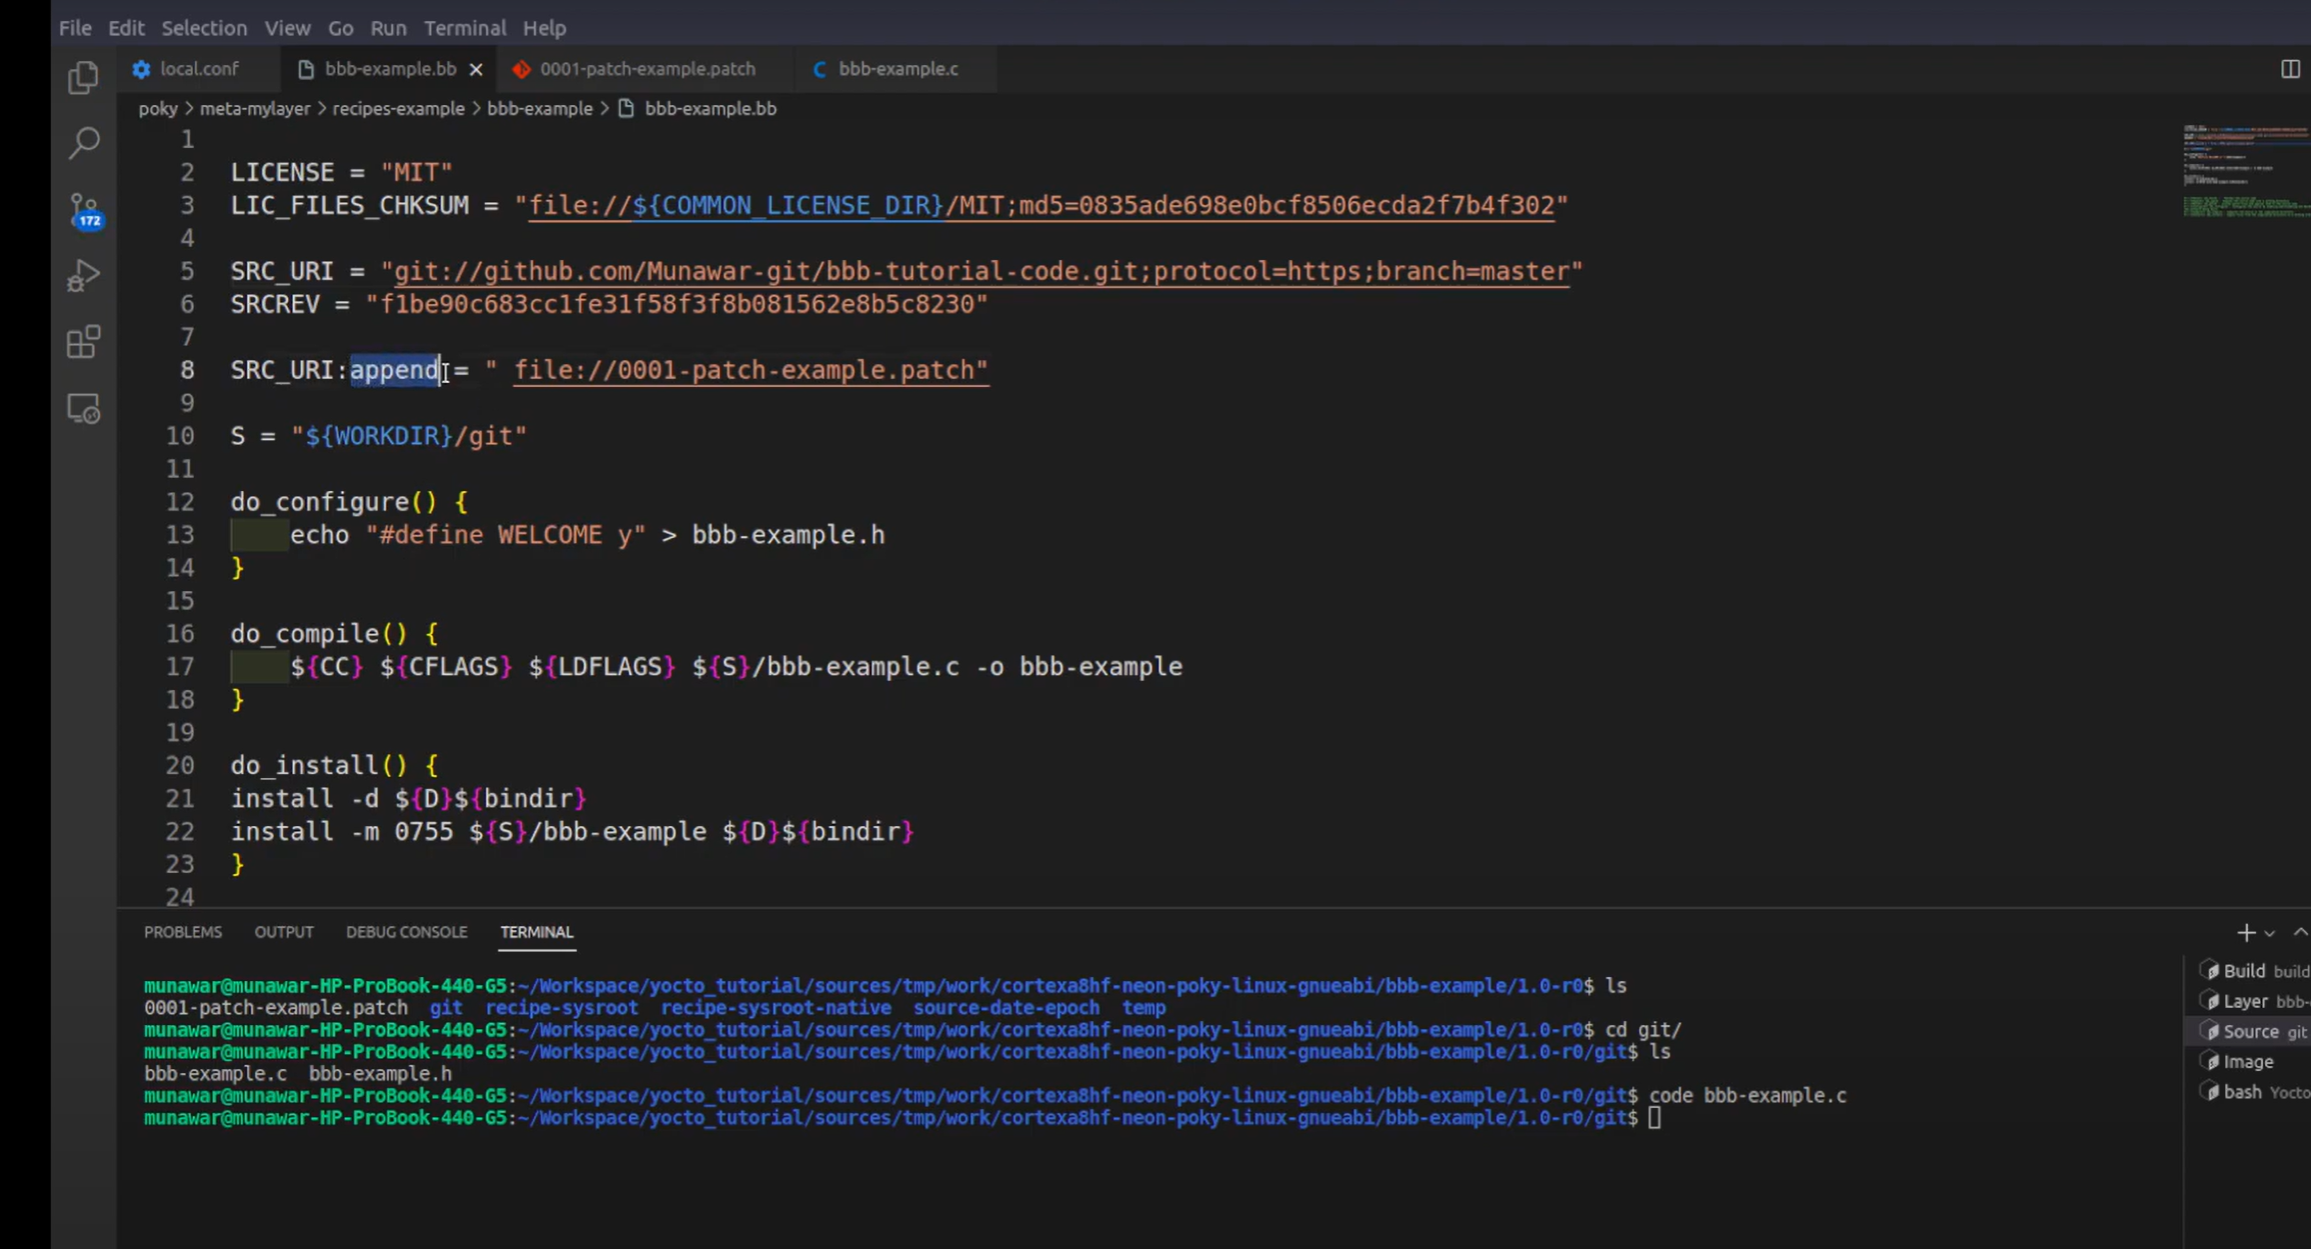 File Edit Selection View Go Run Terminal Help
local.conf bbb-example.bb 0001-patch-example.patch bbb-example.c
poky > meta-mylayer > recipes-example > bbb-example > bbb-example.bb
1
2 LICENSE = "MIT"
3 LIC_FILES_CHKSUM = "file://${COMMON_LICENSE_DIR}/MIT;md5=0835ade698e0bcf8506ecda2f7b4f302"
4
5 SRC_URI = "git://github.com/Munawar-git/bbb-tutorial-code.git;protocol=https;branch=master"
6 SRCREV = "f1be90c683cc1fe31f58f3f8b081562e8b5c8230"
7
8 SRC_URI:append = " file://0001-patch-example.patch"
9
10 S = "${WORKDIR}/git"
11
12 do_configure() {
13 echo "#define WELCOME y" > bbb-example.h
14 }
15
16 do_compile() {
17 ${CC} ${CFLAGS} ${LDFLAGS} ${S}/bbb-example.c -o bbb-example
18 }
19
20 do_install() {
21 install -d ${D}${bindir}
22 install -m 0755 ${S}/bbb-example ${D}${bindir}
23 }
24
172
PROBLEMS OUTPUT DEBUG CONSOLE TERMINAL
munawar@munawar-HP-ProBook-440-G5:~/Workspace/yocto_tutorial/sources/tmp/work/cortexa8hf-neon-poky-linux-gnueabi/bbb-example/1.0-r0$ ls
0001-patch-example.patch git recipe-sysroot recipe-sysroot-native source-date-epoch temp
munawar@munawar-HP-ProBook-440-G5:~/Workspace/yocto_tutorial/sources/tmp/work/cortexa8hf-neon-poky-linux-gnueabi/bbb-example/1.0-r0$ cd git/
munawar@munawar-HP-ProBook-440-G5:~/Workspace/yocto_tutorial/sources/tmp/work/cortexa8hf-neon-poky-linux-gnueabi/bbb-example/1.0-r0/git$ ls
bbb-example.c bbb-example.h
munawar@munawar-HP-ProBook-440-G5:~/Workspace/yocto_tutorial/sources/tmp/work/cortexa8hf-neon-poky-linux-gnueabi/bbb-example/1.0-r0/git$ code bbb-example.c
munawar@munawar-HP-ProBook-440-G5:~/Workspace/yocto_tutorial/sources/tmp/work/cortexa8hf-neon-poky-linux-gnueabi/bbb-example/1.0-r0/git$
Build build
Layer bbb-
Source git
Image
bash Yocto